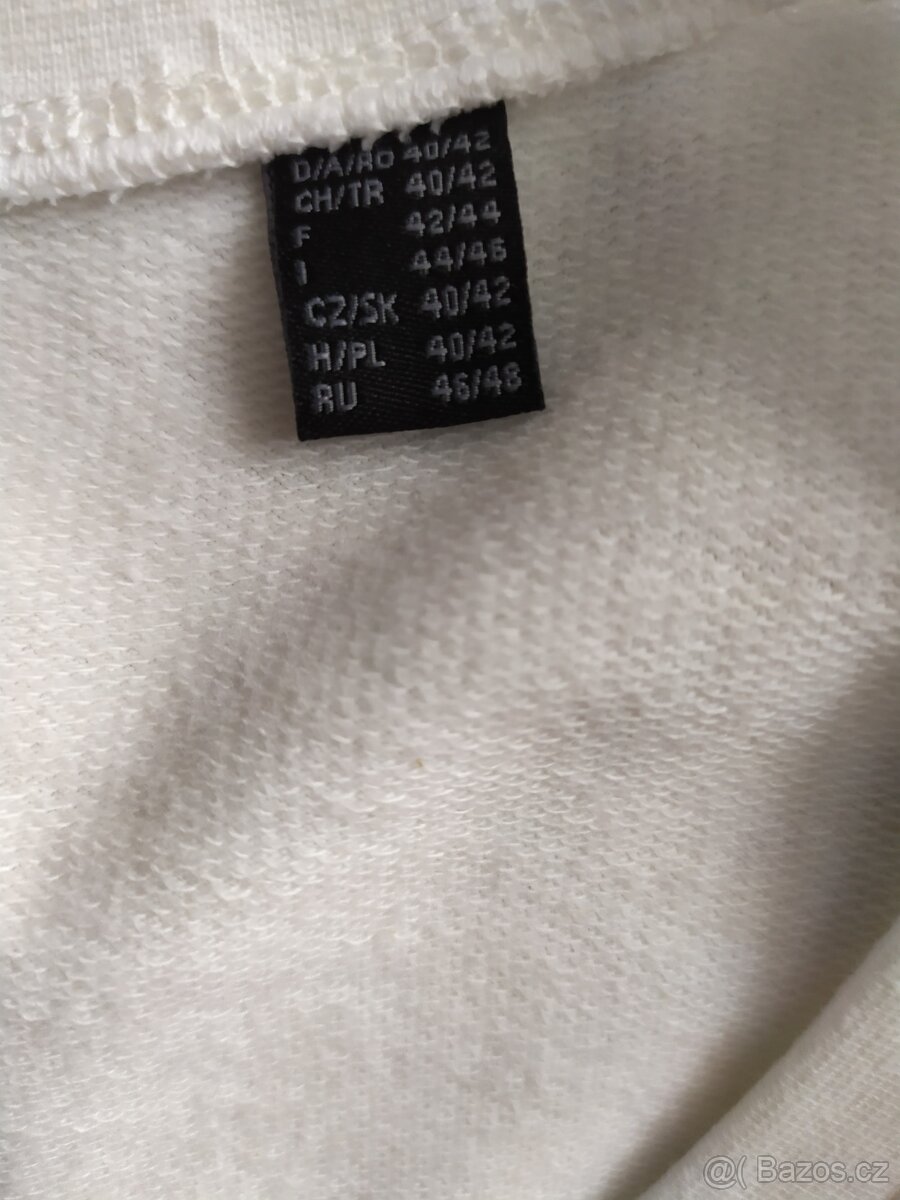 D/A/RO 40/42
CH/TR 40/42
F 42/44
I 44/46
CZ/SK 40/42
H/PL 40/42
RU 46/48
@( Bazos.cz